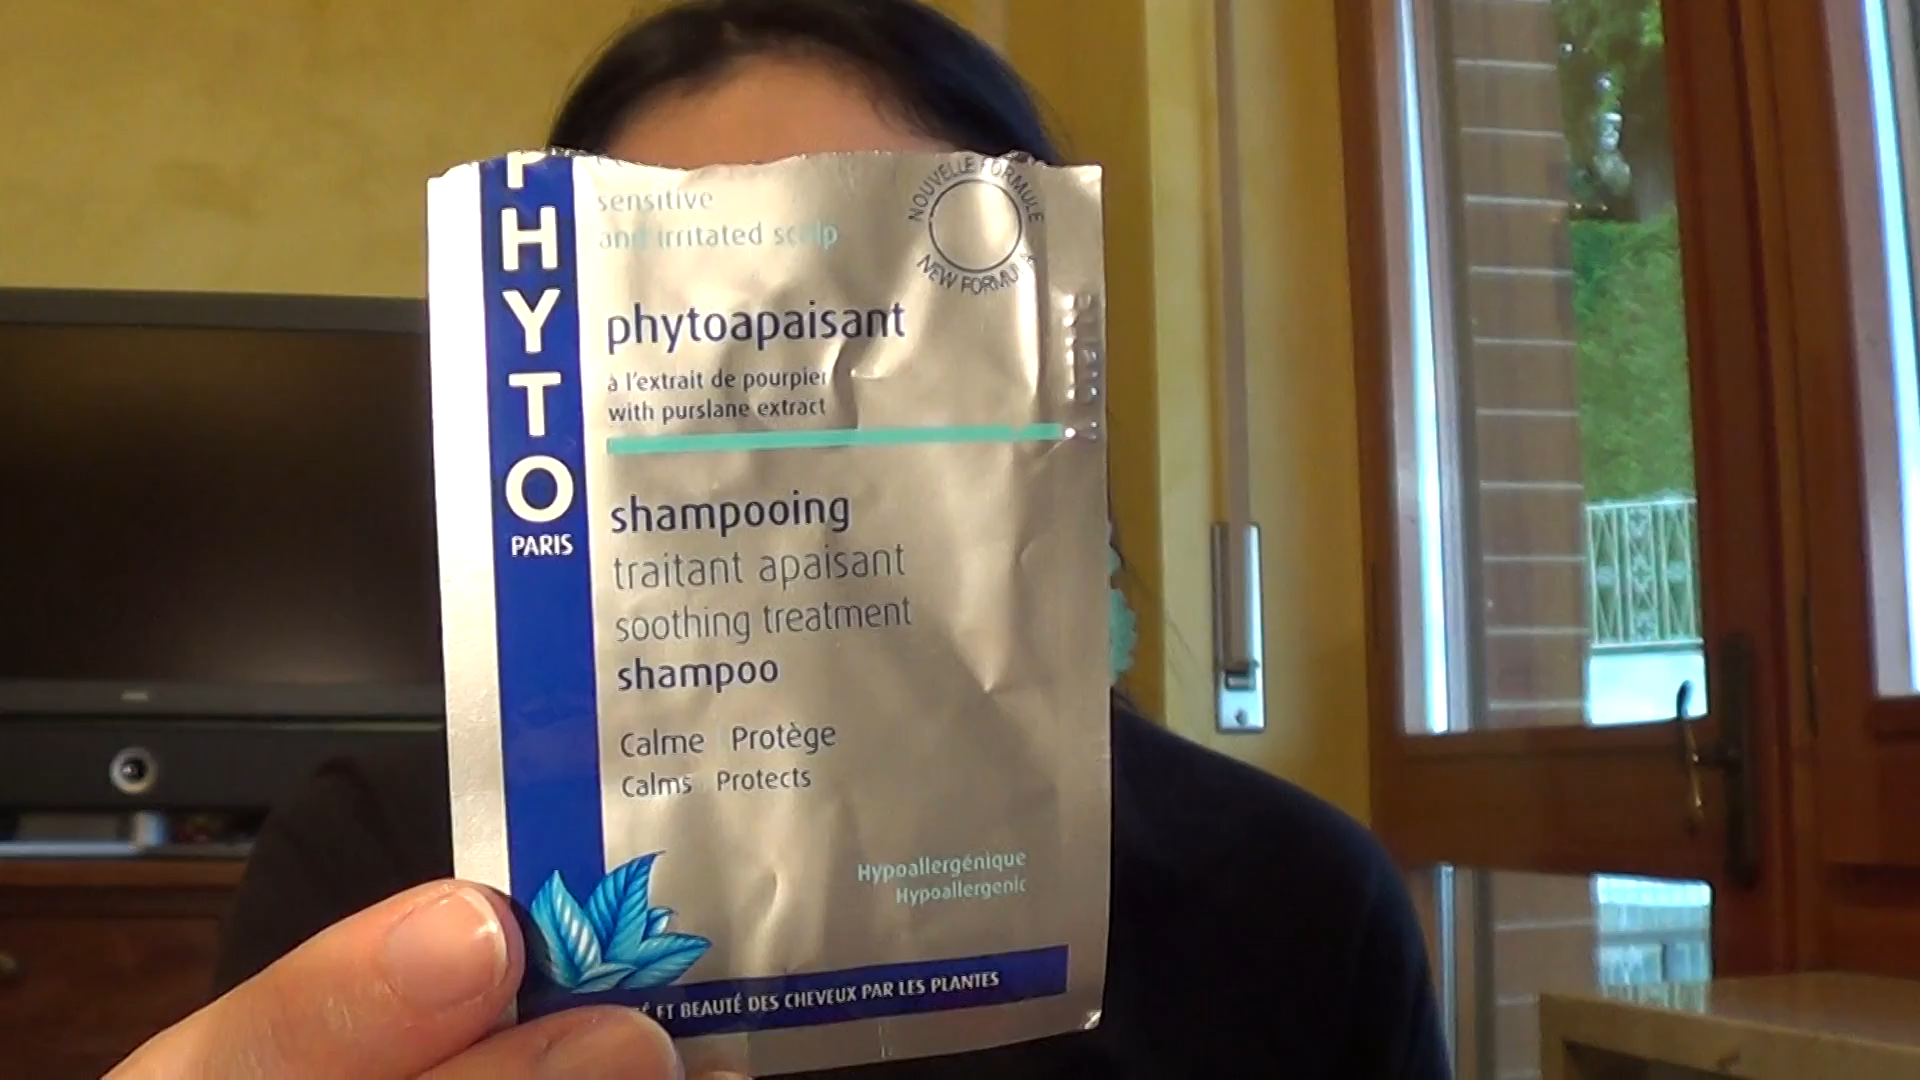 PHYTO
PARIS
sensitive
and irritated scalp
NOUVELLE FORMULE
NEW FORMULE
phytoapaisant
à l'extrait de pourpier
with purslane extract
shampooing
traitant apaisant
soothing treatment
shampoo
Calme Protège
Calms Protects
Hypoallergénique
Hypoallergenic
ET BEAUTÉ DES CHEVEUX PAR LES PLANTES